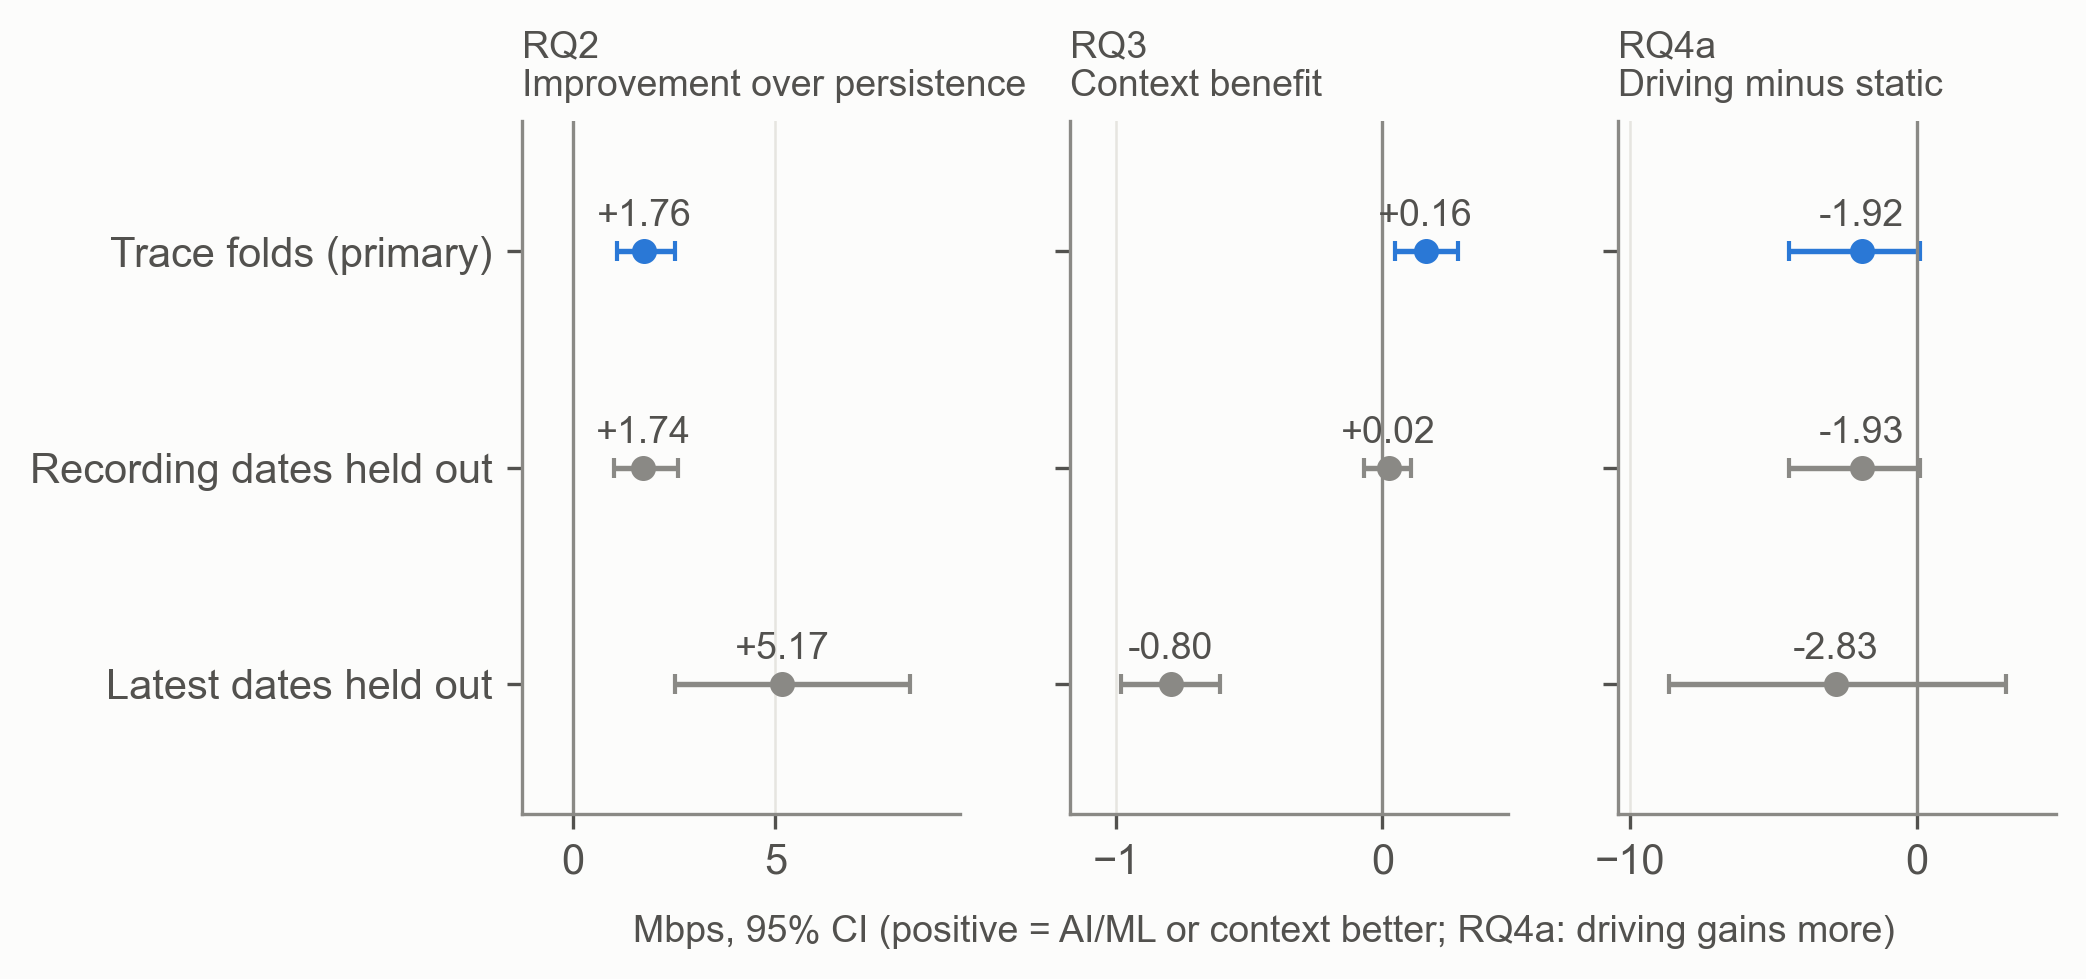 RQ2
Improvement over persistence
RQ3
Context benefit
RQ4a
Driving minus static
Trace folds (primary)
+1.76
+0.16
-1.92
Recording dates held out
+1.74
+0.02
-1.93
Latest dates held out
+5.17
-0.80
-2.83
0
5
−1
0
−10
0
Mbps, 95% CI (positive = AI/ML or context better; RQ4a: driving gains more)